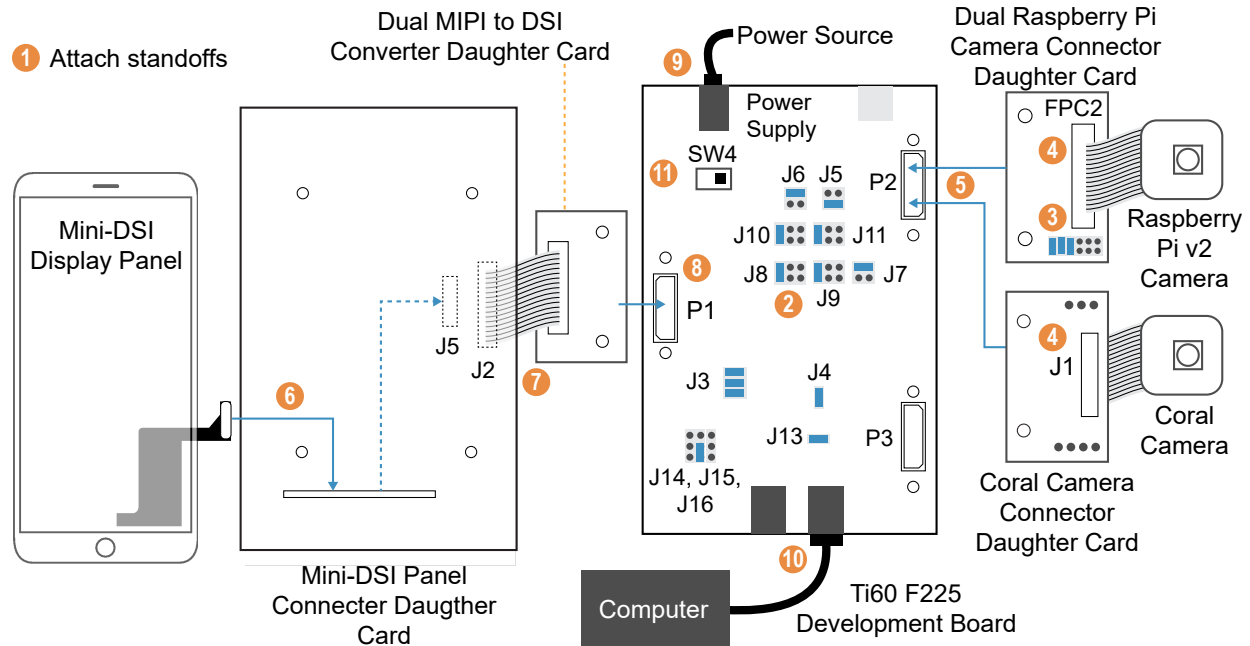 1 Attach standoffs
Dual MIPI to DSI
Converter Daughter Card
9
Power Source
Dual Raspberry Pi
Camera Connector
Daughter Card
Mini-DSI
Display Panel
6
J5
J2
7
Mini-DSI Panel
Connecter Daugther
Card
Power
Supply
SW4
11
J6
J5
P2
5
J10
J11
J8
J9
J7
2
8
P1
J3
J4
J13
P3
J14, J15,
J16
10
Computer
Ti60 F225
Development Board
FPC2
4
3
Raspberry
Pi v2
Camera
4
J1
Coral
Camera
Coral Camera
Connector
Daughter Card